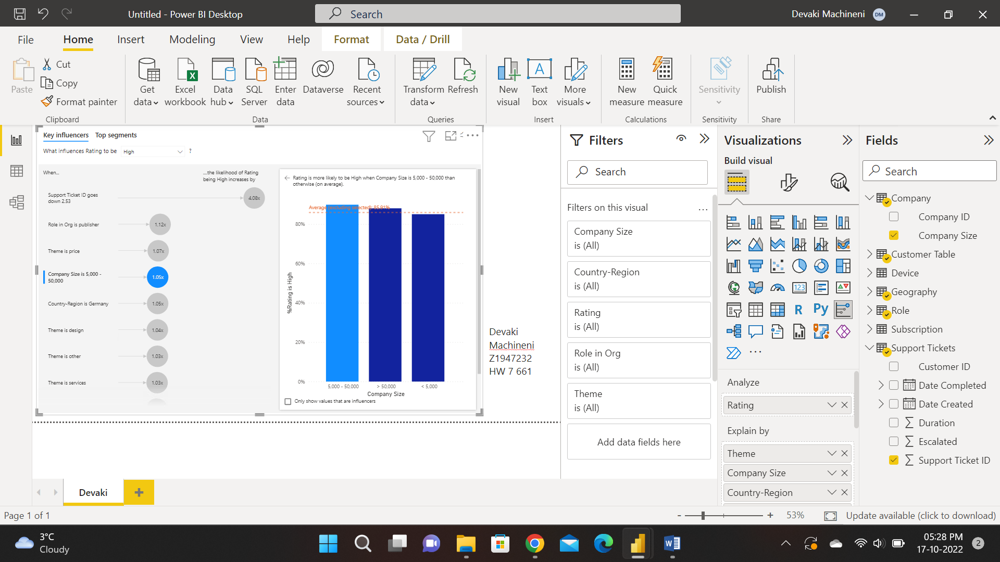 Untitled - Power BI Desktop
Search
Devaki Machineni
DM
File
Home
Insert
Modeling
View
Help
Format
Data / Drill
Paste
Cut
Copy
Format painter
Clipboard
Get data
Excel workbook
Data hub
SQL Server
Enter data
Dataverse
Recent sources
Data
Transform data
Refresh
Queries
New visual
Text box
More visuals
Insert
New measure
Quick measure
Calculations
Sensitivity
Sensitivity
Publish
Share
Key influencers
Top segments
What influences Rating to be
High
?
When...
....the likelihood of Rating
being High increases by
Support Ticket ID goes
down 2.53
4.08x
Role in Org is publisher
1.12x
Theme is price
1.07x
Company Size is 5,000 -
50,000
1.05x
Country-Region is Germany
1.05x
Theme is design
1.04x
Theme is other
1.03x
Theme is services
1.03x
Rating is more likely to be High when Company Size is 5,000 - 50,000 than
otherwise (on average).
Average (excluding selected): 85.91%
80%
60%
40%
20%
0%
%Rating is High
5,000 - 50,000
> 50,000
< 5,000
Company Size
Only show values that are influencers
Devaki
Machineni
Z1947232
HW 7 661
Filters
Search
Filters on this visual
...
Company Size
is (All)
Country-Region
is (All)
Rating
is (All)
Role in Org
is (All)
Theme
is (All)
Add data fields here
Visualizations
Build visual
123
R
Py
...
Analyze
Rating
Explain by
Theme
Company Size
Country-Region
Fields
Search
Company
Company ID
Company Size
Customer Table
Device
Geography
Role
Subscription
Support Tickets
Customer ID
Date Completed
Date Created
Σ Duration
Σ Escalated
Σ Support Ticket ID
Devaki
+
Page 1 of 1
- + 53%
Update available (click to download)
3°C
Cloudy
05:28 PM
17-10-2022
2